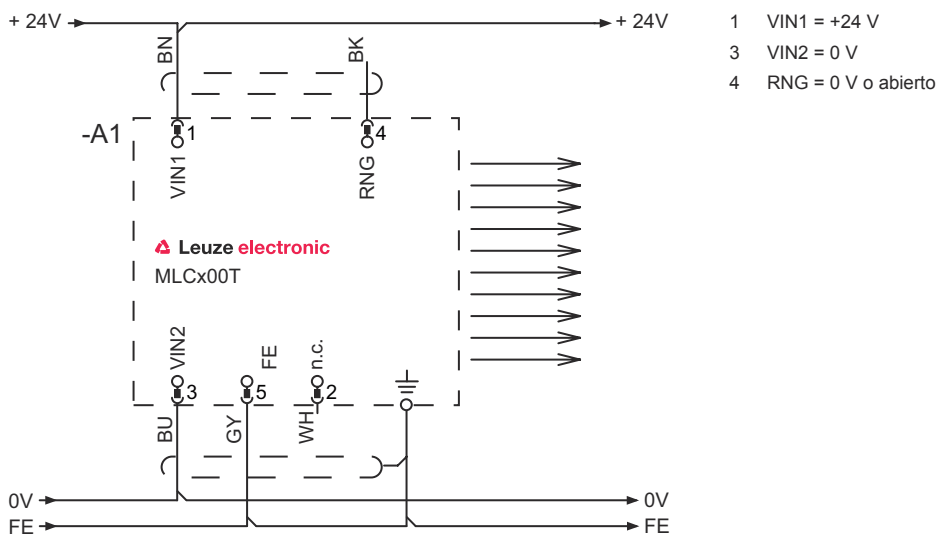 + 24V
+ 24V
BN
BK
-A1
1
4
VIN1
RNG
Leuze electronic
MLCx00T
VIN2
FE
n.c.
3
5
2
BU
GY
WH
0V
0V
FE
FE
1 VIN1 = +24 V
3 VIN2 = 0 V
4 RNG = 0 V o abierto